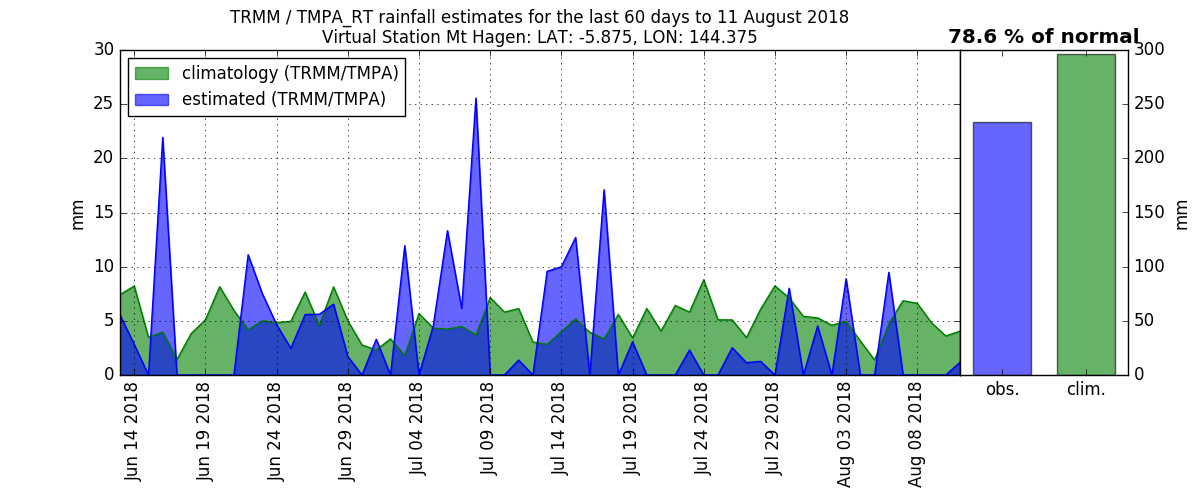 TRMM / TMPA_RT rainfall estimates for the last 60 days to 11 August 2018
Virtual Station Mt Hagen: LAT: -5.875, LON: 144.375
78.6 % of normal
climatology (TRMM/TMPA)
estimated (TRMM/TMPA)
30
25
20
15
10
5
0
mm
Jun 14 2018
Jun 19 2018
Jun 24 2018
Jun 29 2018
Jul 04 2018
Jul 09 2018
Jul 14 2018
Jul 19 2018
Jul 24 2018
Jul 29 2018
Aug 03 2018
Aug 08 2018
obs.
clim.
300
250
200
150
100
50
0
mm